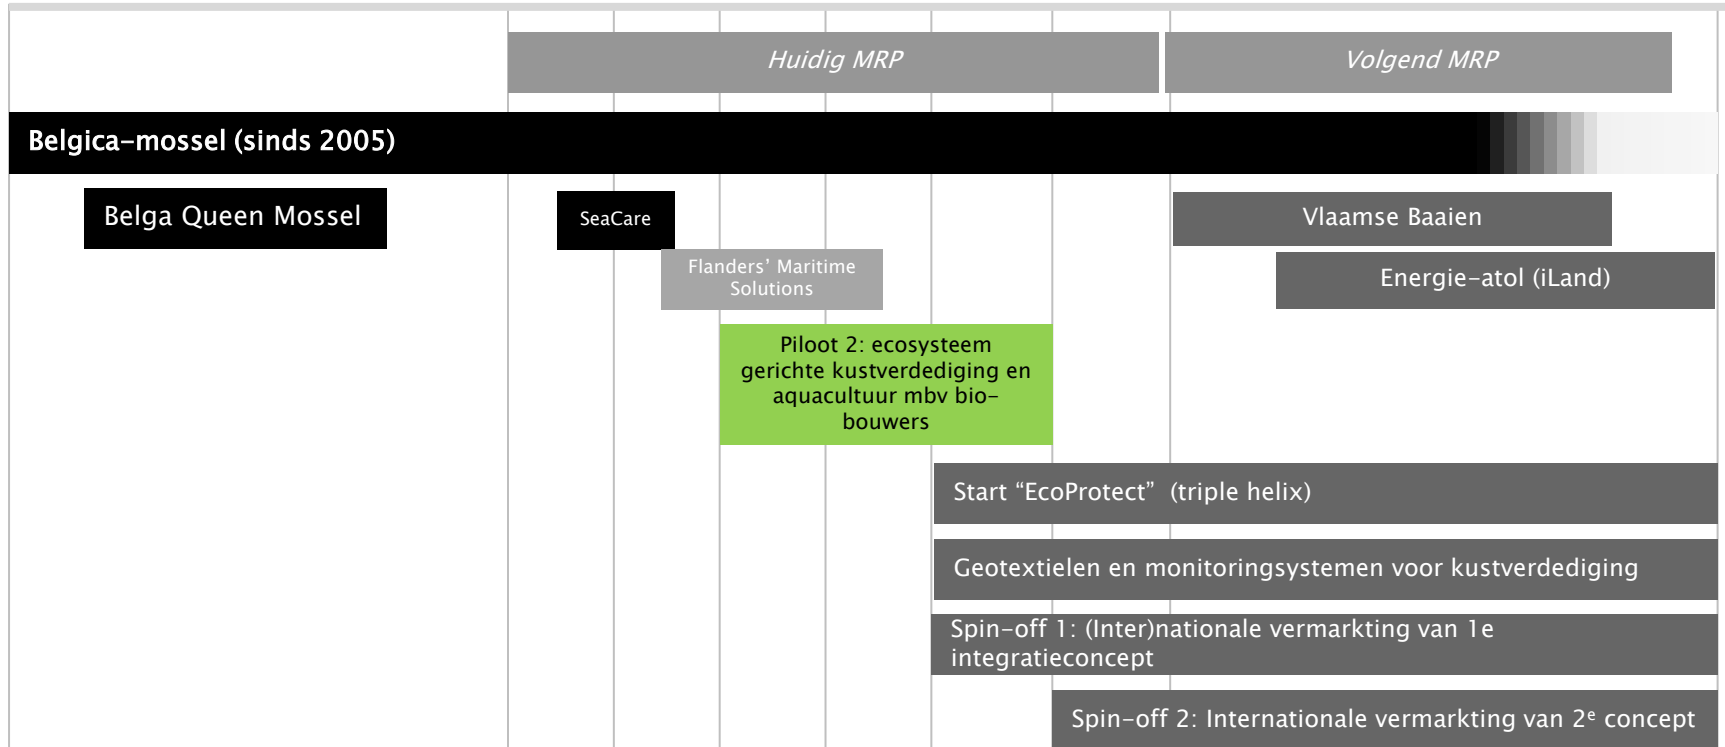 Huidig MRP
Volgend MRP
Belgica-mossel (sinds 2005)
Belga Queen Mossel
SeaCare
Vlaamse Baaien
Flanders’ Maritime
Solutions
Energie-atol (iLand)
Piloot 2: ecosysteem
gerichte kustverdediging en
aquacultuur mbv bio-
bouwers
Start “EcoProtect” (triple helix)
Geotextielen en monitoringsystemen voor kustverdediging
Spin-off 1: (Inter)nationale vermarkting van 1e
integratieconcept
Spin-off 2: Internationale vermarkting van 2ᵉ concept